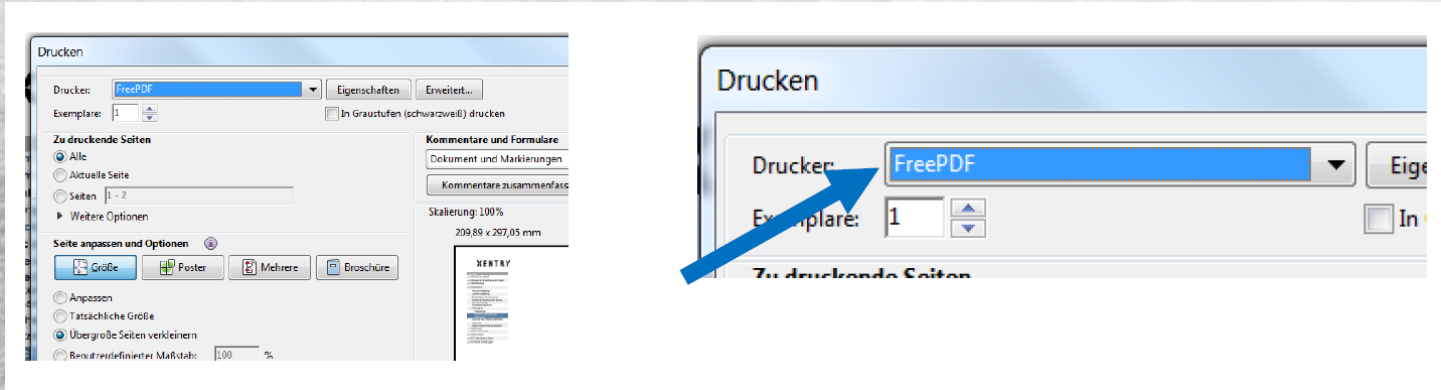 Drucken
Drucker: FreePDF Eigenschaften Erweitert...
Exemplare: 1 In Graustufen (schwarzweiß) drucken
Zu druckende Seiten
Alle
Aktuelle Seite
Seiten 1 - 2
Weitere Optionen
Seite anpassen und Optionen
Größe Poster Mehrere Broschüre
Anpassen
Tatsächliche Größe
Übergroße Seiten verkleinern
Benutzerdefinierter Maßstab: 100 %
Kommentare und Formulare
Dokument und Markierungen
Kommentare zusammenfass
Skalierung: 100%
209,89 x 297,05 mm
XENTRY
Drucken
Drucker: FreePDF Eige
Exemplare: 1 In
Zu druckende Seiten